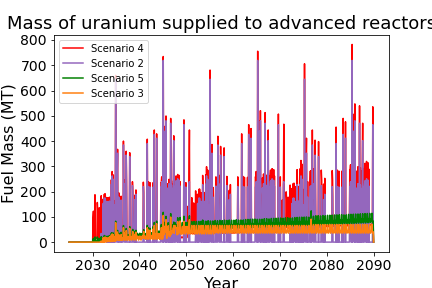 Mass of uranium supplied to advanced reactors
Fuel Mass (MT)
800
700
600
500
400
300
200
100
0
Scenario 4
Scenario 2
Scenario 5
Scenario 3
2030 2040 2050 2060 2070 2080 2090
Year